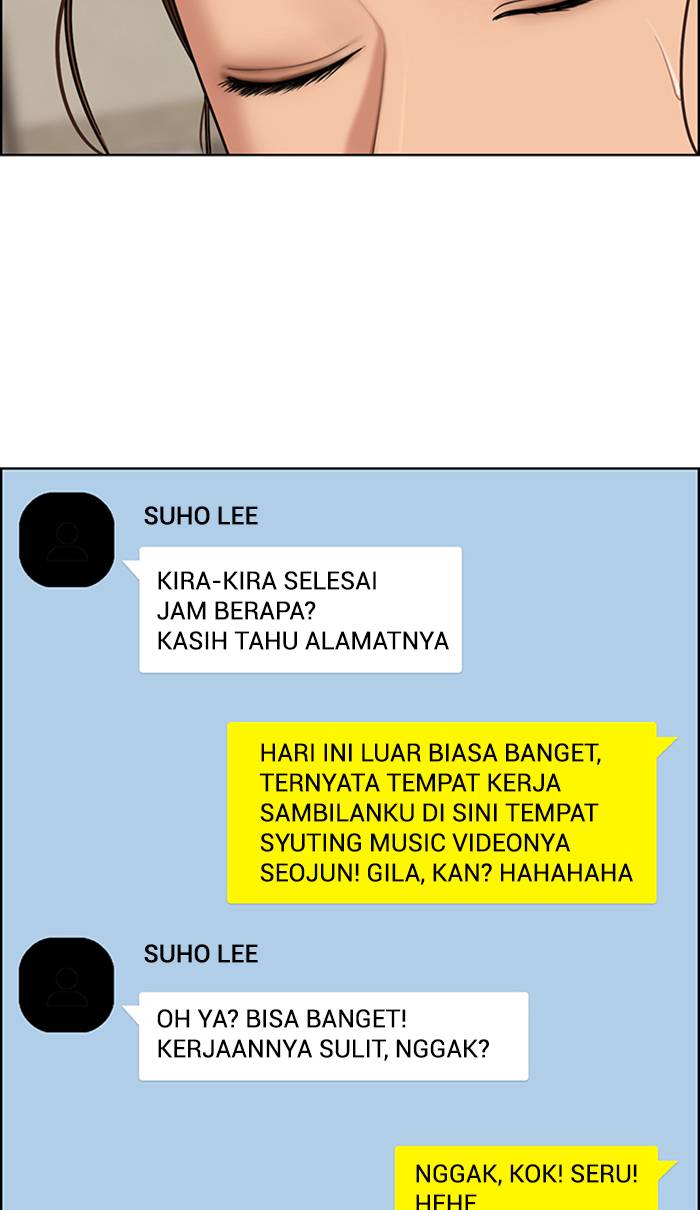 SUHO LEE
KIRA-KIRA SELESAI
JAM BERAPA?
KASIH TAHU ALAMATNYA
HARI INI LUAR BIASA BANGET,
TERNYATA TEMPAT KERJA
SAMBILANKU DI SINI TEMPAT
SYUTING MUSIC VIDEONYA
SEOJUN! GILA, KAN? HAHAHAHA
SUHO LEE
OH YA? BISA BANGET!
KERJAANNYA SULIT, NGGAK?
NGGAK, KOK! SERU!
HEHE